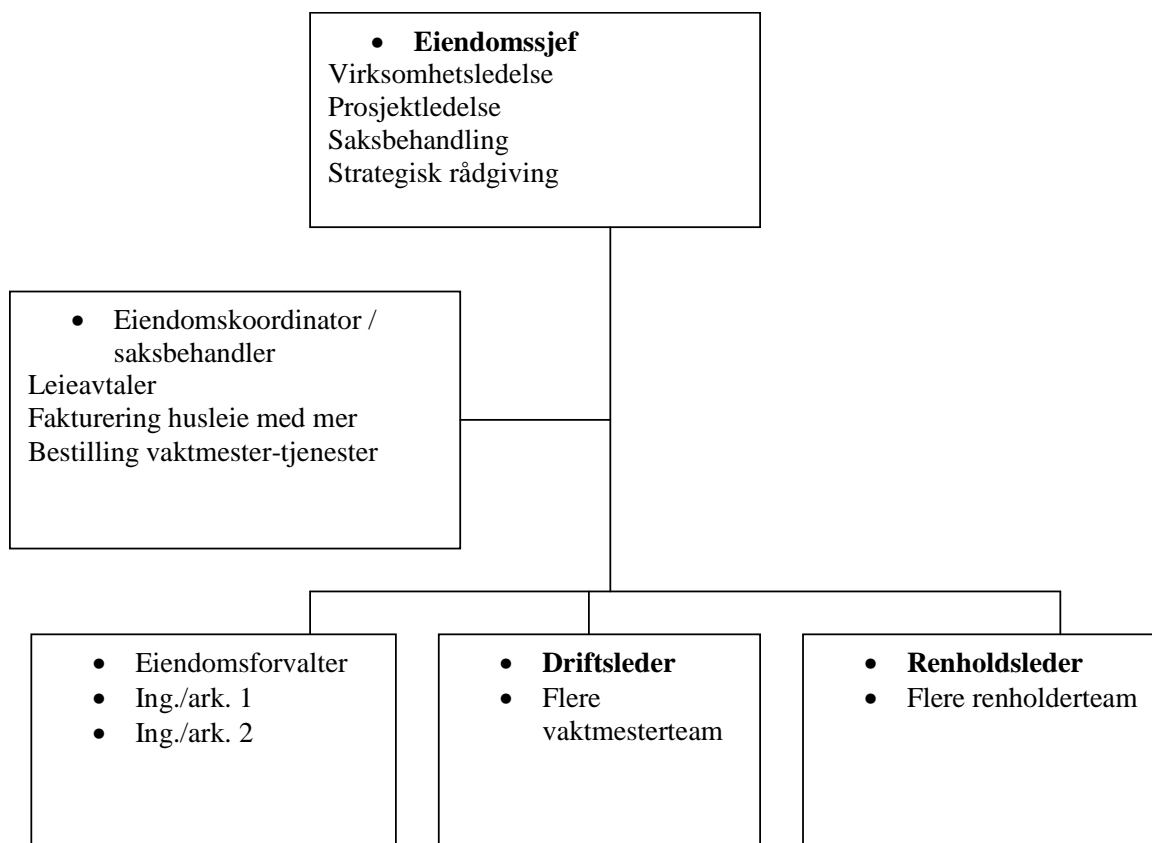 • Eiendomssjef
Virksomhetsledelse
Prosjektledelse
Saksbehandling
Strategisk rådgiving
• Eiendomskoordinator /
saksbehandler
Leieavtaler
Fakturering husleie med mer
Bestilling vaktmester-tjenester
• Eiendomsforvalter
• Ing./ark. 1
• Ing./ark. 2
• Driftsleder
• Flere
vaktmesterteam
• Renholdsleder
• Flere renholderteam